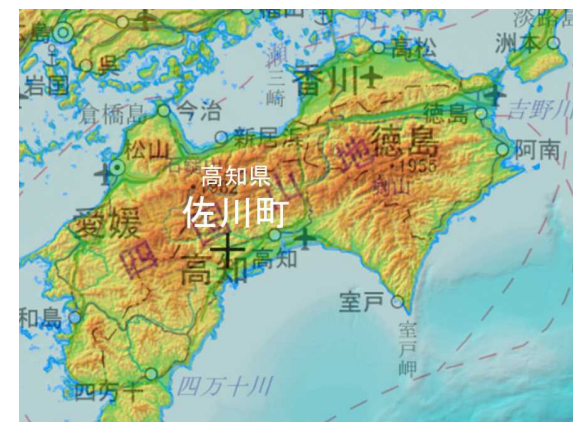 島
呉
岩国
倉橋島
今治
松山
新居浜
瀬
三崎
香川
高松
淡路島
洲本
徳島
吉野川
徳島
阿南
1955
剣山
高知県
佐川町
愛媛
四国山地
高知
高知
室戸
室戸岬
和島
四万十
四万十川